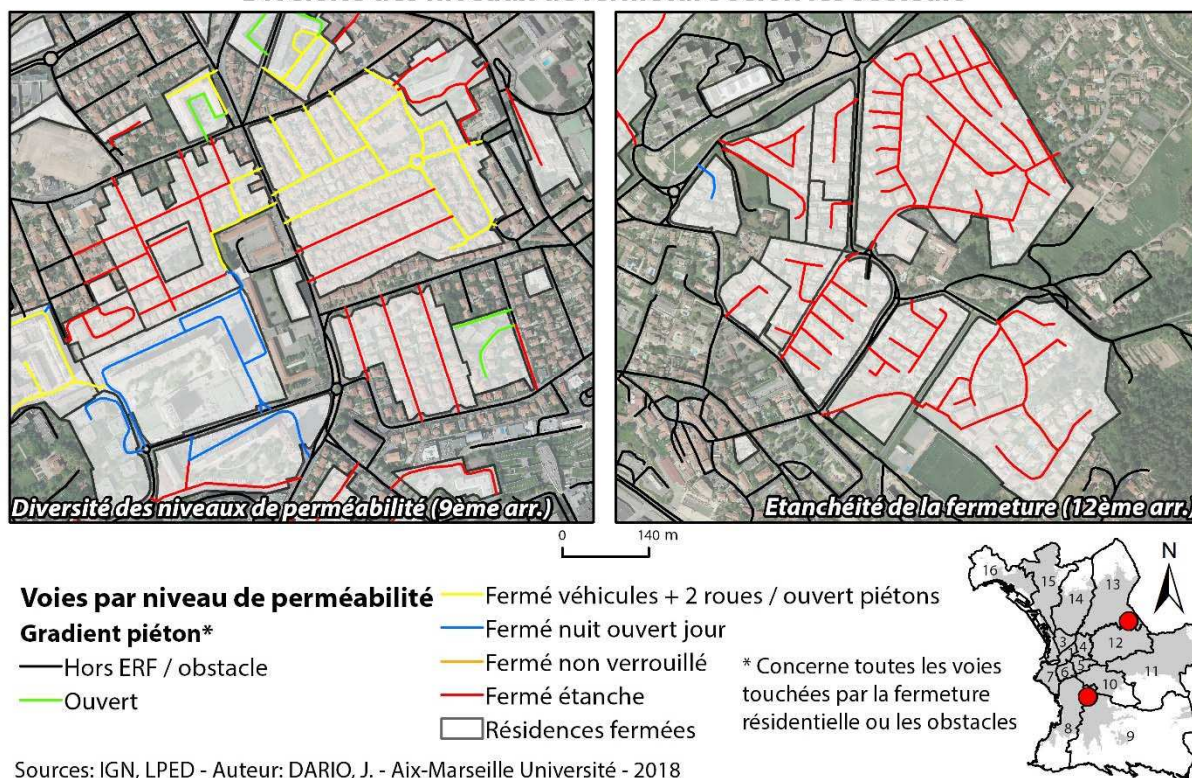 Diversité des niveaux de perméabilité (9ème arr.)
Etanchéité de la fermeture (12ème arr.)
0 140 m
Voies par niveau de perméabilité
Gradient piéton*
Hors ERF / obstacle
Ouvert
Fermé véhicules + 2 roues / ouvert piétons
Fermé nuit ouvert jour
Fermé non verrouillé
Fermé étanche
Résidences fermées
* Concerne toutes les voies
touchées par la fermeture
résidentielle ou les obstacles
N
16
15
14
13
3
14
12
7
6
5
10
11
8
9
Sources: IGN, LPED - Auteur: DARIO, J. - Aix-Marseille Université - 2018